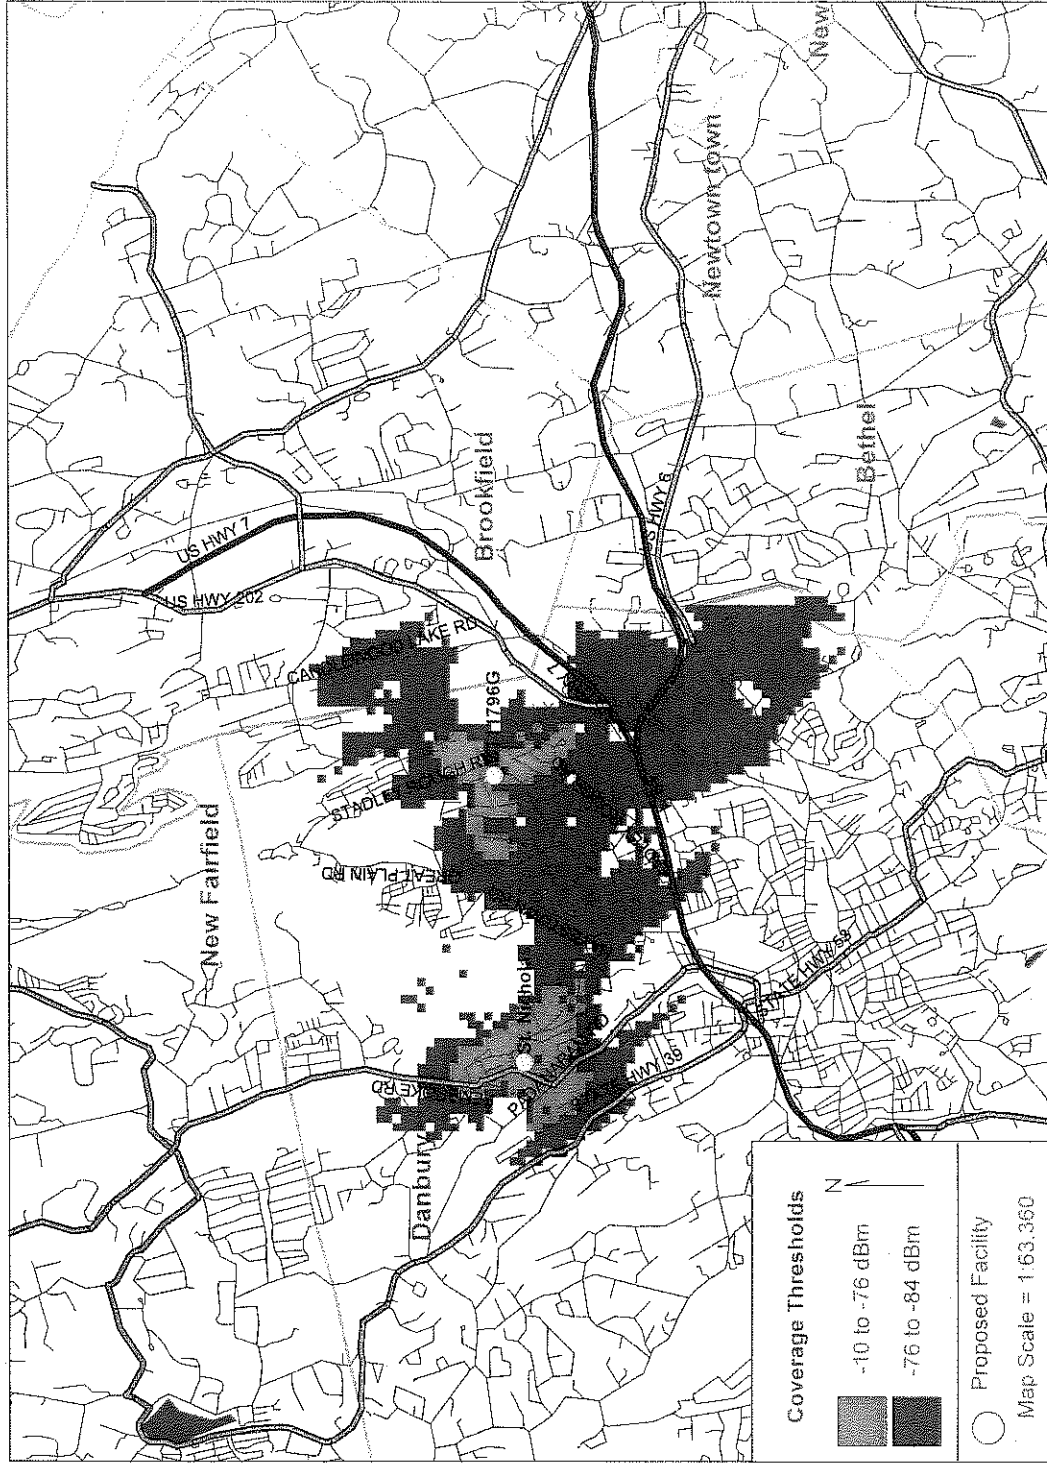 US HWY 7
US HWY 202
CANDLEWOOD LAKE RD
Brookfield
New Fairfield
1796G
GREAT PLAIN RD
US HWY 6
Newtown town
New
Bethel
Danbury
STATE HWY 53
HWY 39
Coverage Thresholds
-10 to -76 dBm
-76 to -84 dBm
N
Proposed Facility
Map Scale = 1:63,360